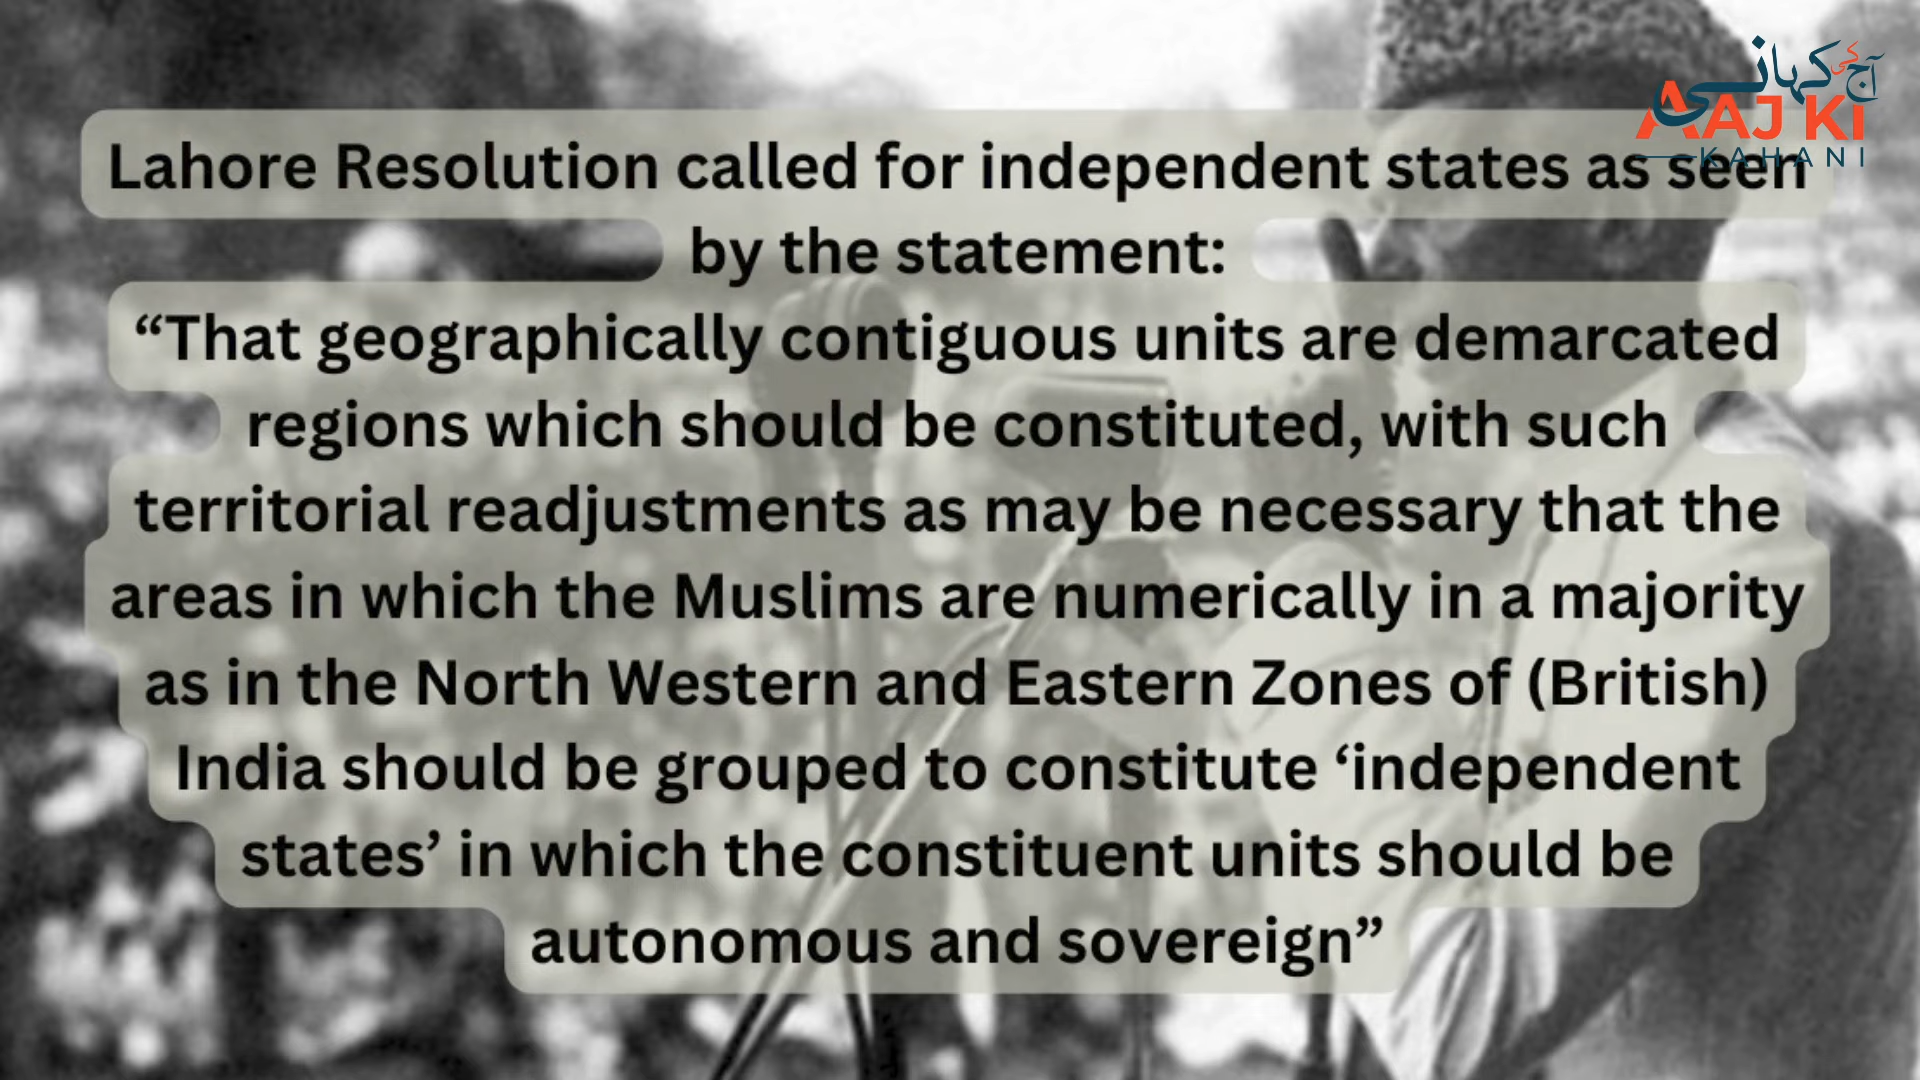 آج کی کہانی
AAJ KI
KAHANI
Lahore Resolution called for independent states as seen
by the statement:
“That geographically contiguous units are demarcated
regions which should be constituted, with such
territorial readjustments as may be necessary that the
areas in which the Muslims are numerically in a majority
as in the North Western and Eastern Zones of (British)
India should be grouped to constitute ‘independent
states’ in which the constituent units should be
autonomous and sovereign”